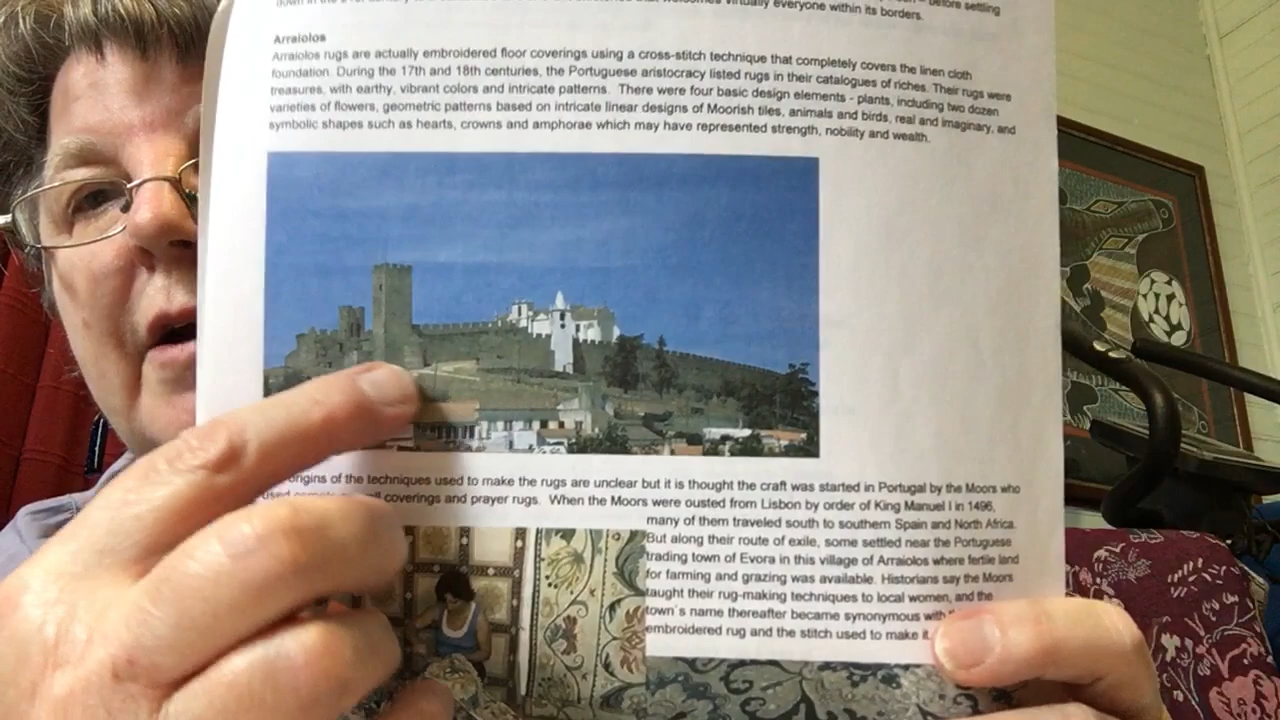 before settling
down in the virtually everyone within its borders.
Arraiolos
Arraiolos rugs are actually embroidered floor coverings using a cross-stitch technique that completely covers the linen cloth
foundation. During the 17th and 18th centuries, the Portuguese aristocracy listed rugs in their catalogues of riches. Their rugs were
treasures, with earthy, vibrant colors and intricate patterns. There were four basic design elements - plants, including two dozen
varieties of flowers, geometric patterns based on intricate linear designs of Moorish tiles, animals and birds, real and imaginary, and
symbolic shapes such as hearts, crowns and amphorae which may have represented strength, nobility and wealth.
origins of the techniques used to make the rugs are unclear but it is thought the craft was started in Portugal by the Moors who
used coverings and prayer rugs. When the Moors were ousted from Lisbon by order of King Manuel I in 1496,
many of them traveled south to southern Spain and North Africa.
But along their route of exile, some settled near the Portuguese
trading town of Evora in this village of Arraiolos where fertile land
for farming and grazing was available. Historians say the Moors
taught their rug-making techniques to local women, and the
town's name thereafter became synonymous with
embroidered rug and the stitch used to make it.